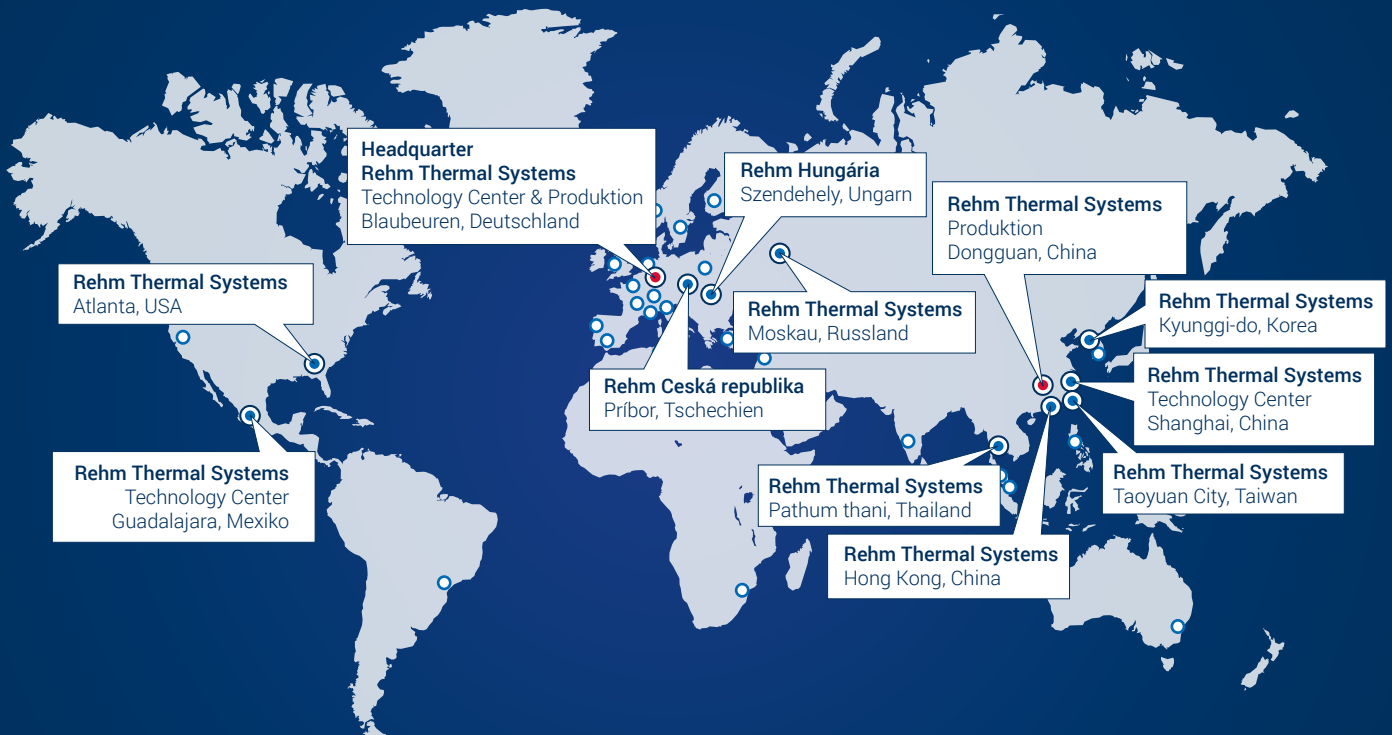 Headquarter
Rehm Thermal Systems
Technology Center & Produktion
Blaubeuren, Deutschland
Rehm Hungária
Szendehely, Ungarn
Rehm Thermal Systems
Produktion
Dongguan, China
Rehm Thermal Systems
Atlanta, USA
Rehm Thermal Systems
Moskau, Russland
Rehm Thermal Systems
Kyunggi-do, Korea
Rehm Ceská republika
Príbor, Tschechien
Rehm Thermal Systems
Technology Center
Shanghai, China
Rehm Thermal Systems
Technology Center
Guadalajara, Mexiko
Rehm Thermal Systems
Pathum thani, Thailand
Rehm Thermal Systems
Taoyuan City, Taiwan
Rehm Thermal Systems
Hong Kong, China